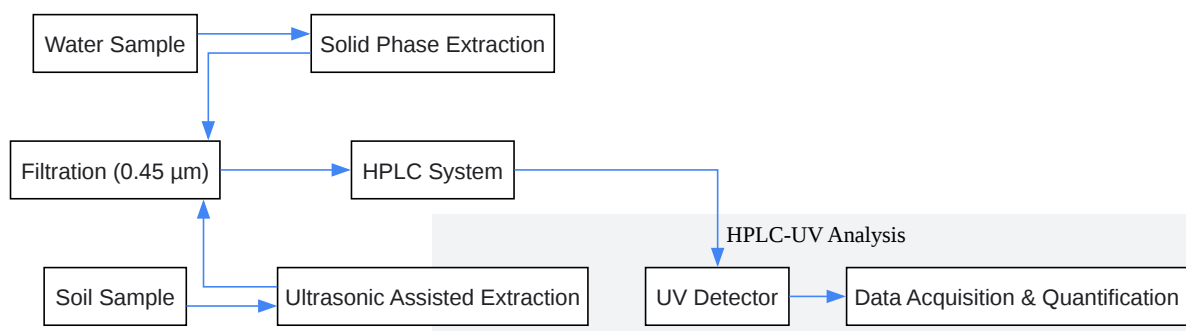 Water Sample
Solid Phase Extraction
Filtration (0.45 µm)
HPLC System
HPLC-UV Analysis
Soil Sample
Ultrasonic Assisted Extraction
UV Detector
Data Acquisition & Quantification